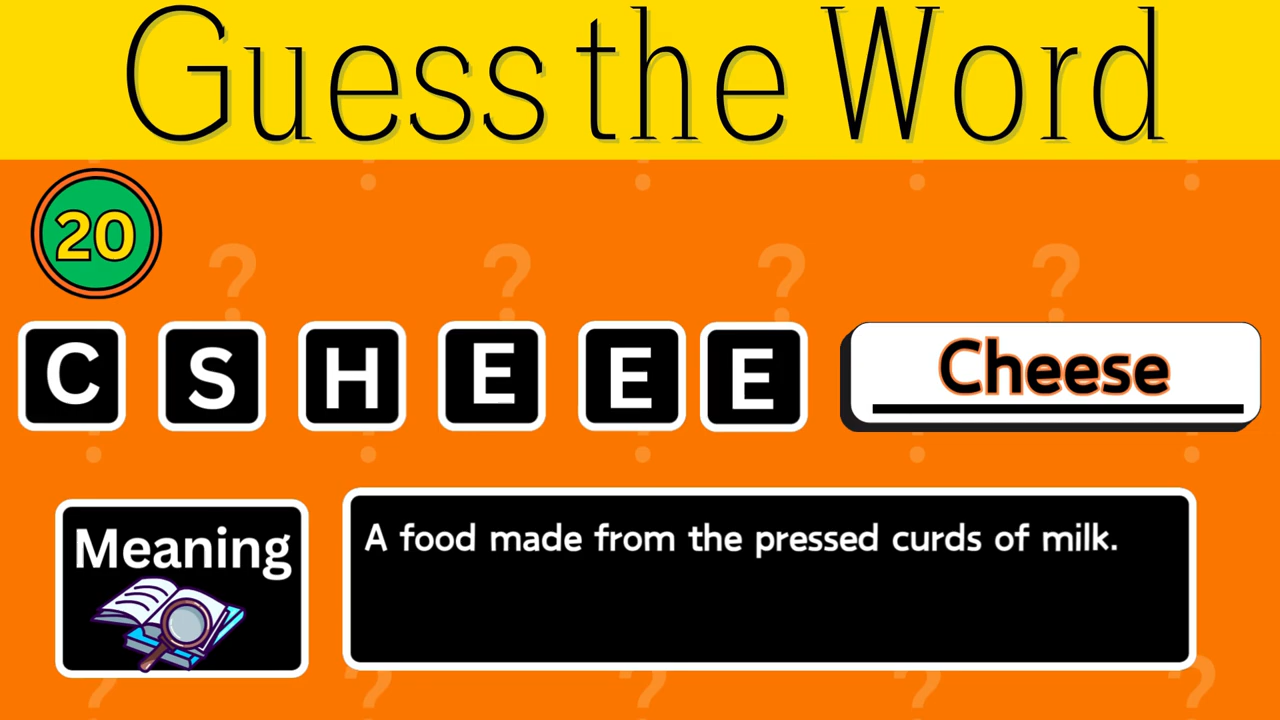 Guess the Word
20
C S H E E E
Cheese
Meaning
A food made from the pressed curds of milk.